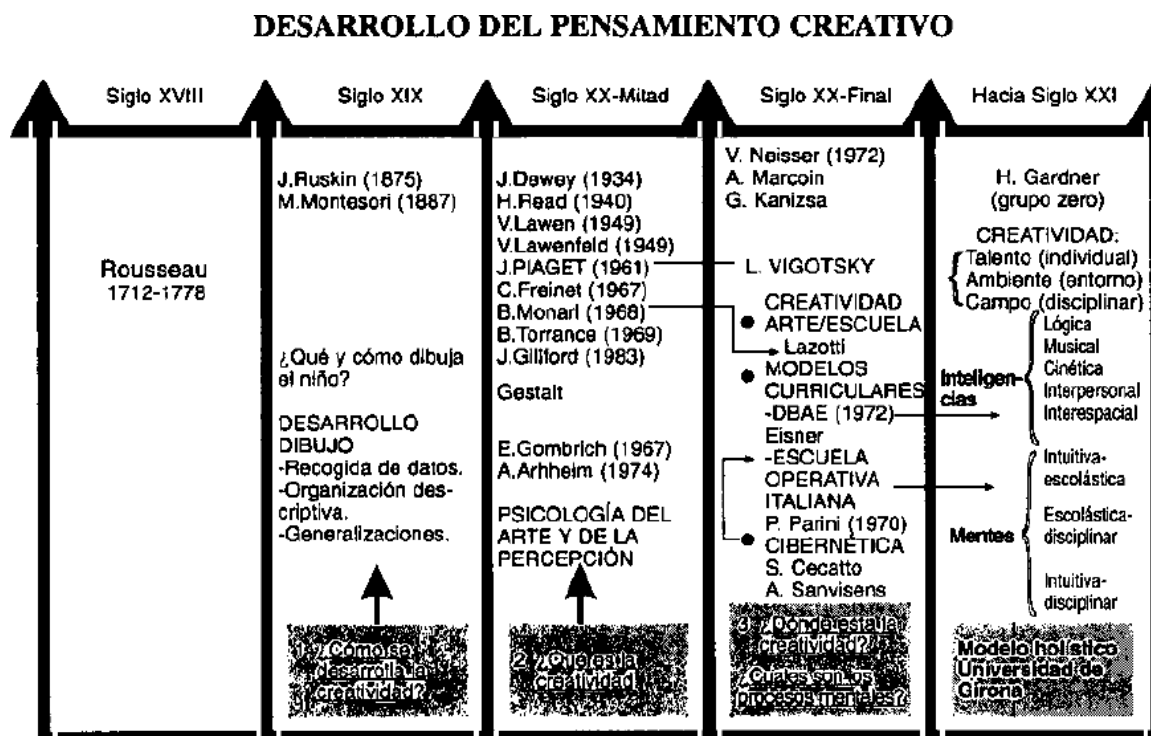 DESARROLLO DEL PENSAMIENTO CREATIVO
Siglo XVIII
Rousseau
1712-1778
Siglo XIX
J.Ruskin (1875)
M.Montesori (1887)
¿Qué y cómo dibuja
el niño?
DESARROLLO
DIBUJO
-Recogida de datos.
-Organización des-
criptiva.
-Generalizaciones.
1. ¿Cómo se
desarrolla la
creatividad?
Siglo XX-Mitad
J.Dewey (1934)
H.Read (1940)
V.Lawen (1949)
V.Lawenfeld (1949)
J.PIAGET (1961)
C.Freinet (1967)
B.Monarl (1968)
B.Torrance (1969)
J.Gillford (1983)
Gestalt
E.Gombrich (1967)
A.Arhheim (1974)
PSICOLOGÍA DEL
ARTE Y DE LA
PERCEPCIÓN
2. ¿Qué es la
creatividad
Siglo XX-Final
V. Neisser (1972)
A. Marcoin
G. Kanizsa
L. VIGOTSKY
CREATIVIDAD
ARTE/ESCUELA
Lazotti
MODELOS
CURRICULARES
-DBAE (1972)
Eisner
-ESCUELA
OPERATIVA
ITALIANA
P. Parini (1970)
CIBERNÉTICA
S. Cecatto
A. Sanvisens
3. ¿Dónde esta la
creatividad?
¿Cuales son los
procesos mentales?
Hacia Siglo XXI
H. Gardner
(grupo zero)
CREATIVIDAD:
Talento (individual)
Ambiente (entorno)
Campo (disciplinar)
Inteligen-
cias
Lógica
Musical
Cinética
Interpersonal
Interespacial
Mentes
Intuitiva-
escolástica
Escolástica-
disciplinar
Intuitiva-
disciplinar
Modelo holístico
Universidad de
Girona